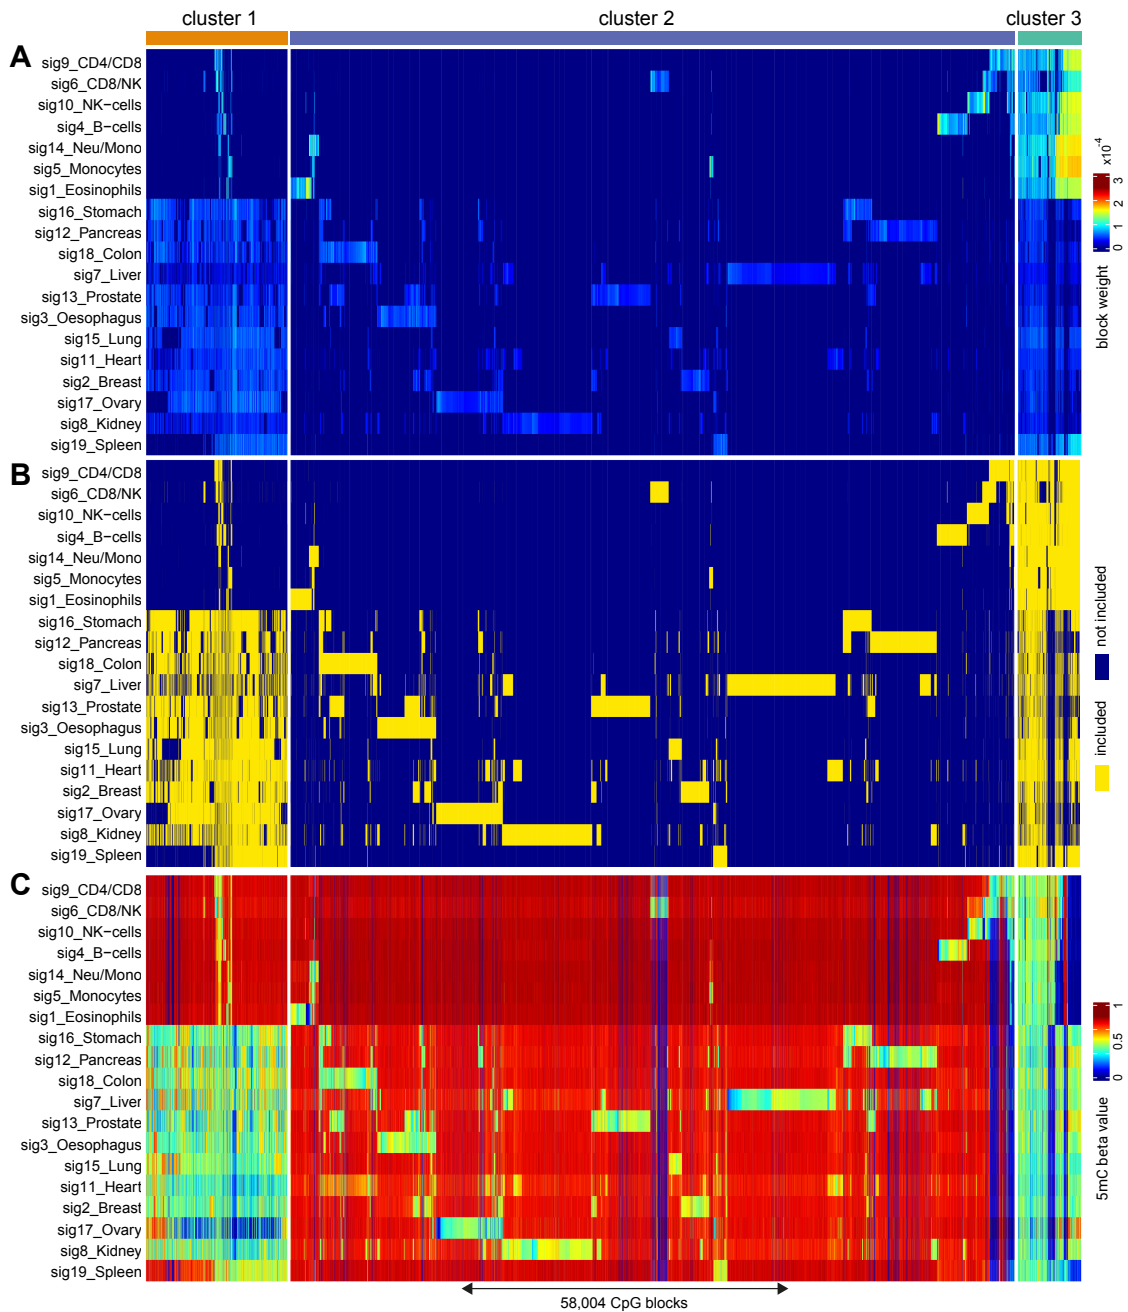 cluster 1
cluster 2
cluster 3
A
sig9_CD4/CD8
sig6_CD8/NK
sig10_NK−cells
sig4_B−cells
sig14_Neu/Mono
sig5_Monocytes
sig1_Eosinophils
sig16_Stomach
sig12_Pancreas
sig18_Colon
sig7_Liver
sig13_Prostate
sig3_Oesophagus
sig15_Lung
sig11_Heart
sig2_Breast
sig17_Ovary
sig8_Kidney
sig19_Spleen
x10⁻⁴
0 1 2 3
block weight
B
sig9_CD4/CD8
sig6_CD8/NK
sig10_NK−cells
sig4_B−cells
sig14_Neu/Mono
sig5_Monocytes
sig1_Eosinophils
sig16_Stomach
sig12_Pancreas
sig18_Colon
sig7_Liver
sig13_Prostate
sig3_Oesophagus
sig15_Lung
sig11_Heart
sig2_Breast
sig17_Ovary
sig8_Kidney
sig19_Spleen
not included
included
C
sig9_CD4/CD8
sig6_CD8/NK
sig10_NK−cells
sig4_B−cells
sig14_Neu/Mono
sig5_Monocytes
sig1_Eosinophils
sig16_Stomach
sig12_Pancreas
sig18_Colon
sig7_Liver
sig13_Prostate
sig3_Oesophagus
sig15_Lung
sig11_Heart
sig2_Breast
sig17_Ovary
sig8_Kidney
sig19_Spleen
0 0.5 1
5mC beta value
58,004 CpG blocks